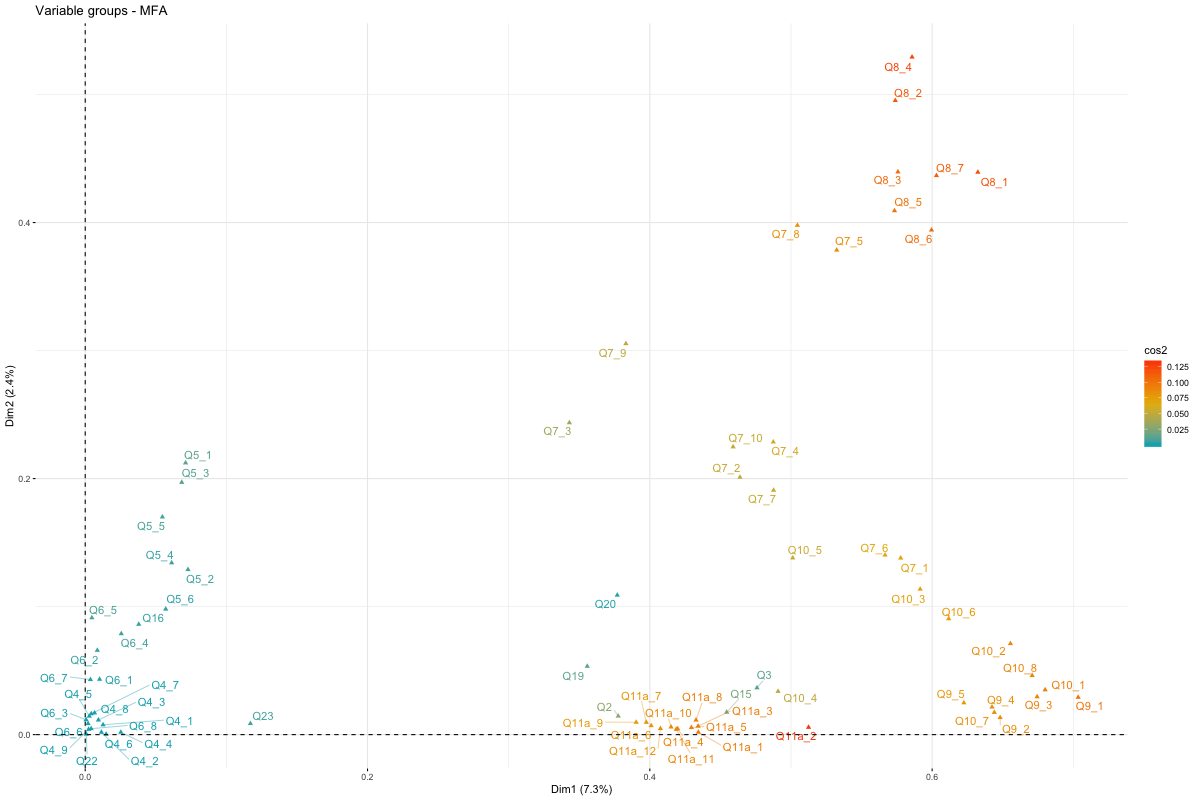 Variable groups - MFA
Q8_4
Q8_2
Q8_7
Q8_3
Q8_1
Q8_5
0.4
Q7_8
Q7_5
Q8_6
Q7_9
cos2
0.125
0.100
0.075
0.050
0.025
Dim2 (2.4%)
Q7_3
Q7_10
Q7_4
Q5_1
Q7_2
Q5_3
0.2
Q7_7
Q5_5
Q5_4
Q10_5
Q7_6
Q7_1
Q5_2
Q5_6
Q20
Q10_3
Q6_5
Q16
Q10_6
Q6_4
Q10_2
Q6_2
Q10_8
Q6_7
Q6_1
Q4_7
Q19
Q3
Q10_1
Q4_5
Q15
Q11a_7
Q11a_8
Q10_4
Q9_5
Q9_4
Q9_3
Q9_1
Q4_3
Q4_8
Q6_3
Q2
Q11a_10
Q11a_3
Q23
Q4_1
Q11a_9
Q10_7
Q6_8
Q11a_5
Q9_2
0.0
Q6_6
Q11a_6
Q11a_2
Q4_9
Q4_6
Q4_4
Q11a_4
Q11a_12
Q11a_1
Q22
Q4_2
Q11a_11
0.0
0.2
0.4
0.6
Dim1 (7.3%)